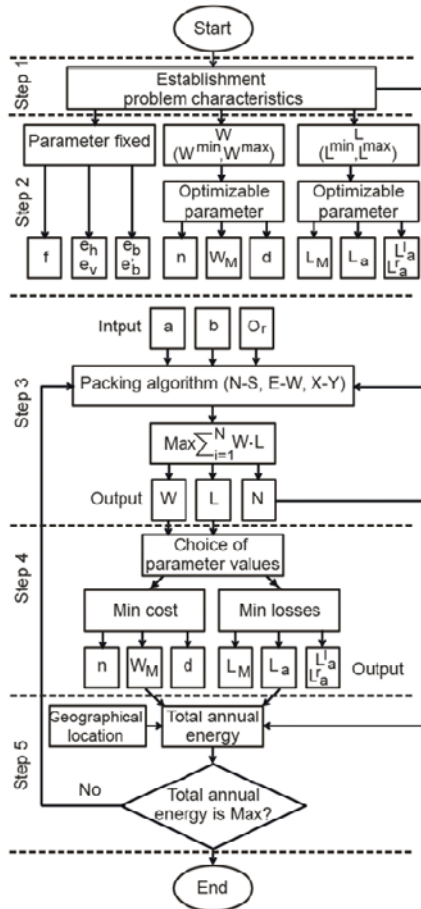 Start
Step 1
Establishment
problem characteristics
Step 2
Parameter fixed
W
(W^min, W^max)
L
(L^min, L^max)
Optimizable
parameter
Optimizable
parameter
f
e_h
e_v
e_b
e'_b
n
W_M
d
L_M
L_a
L^l_a
L^r_a
Step 3
Intput
a
b
O_r
Packing algorithm (N-S, E-W, X-Y)
Max∑_{i=1}^{N} W·L
Output
W
L
N
Step 4
Choice of
parameter values
Min cost
Min losses
n
W_M
d
L_M
L_a
L^l_a
L^r_a
Output
Step 5
Geographical
location
Total annual
energy
No
Total annual
energy is Max?
End